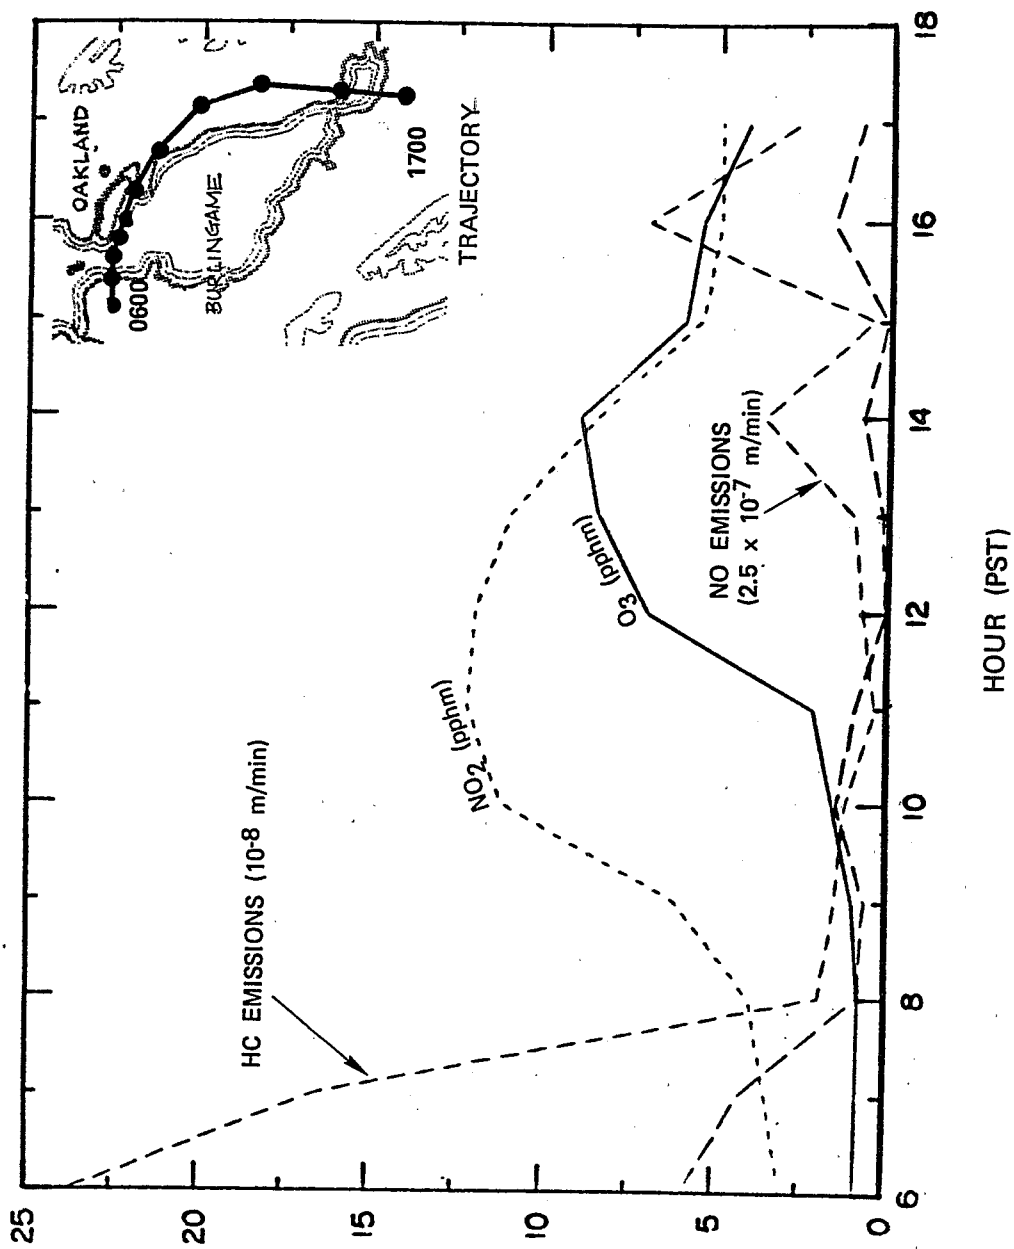 25
20
15
10
5
0
6
8
10
12
14
16
18
HOUR (PST)
HC EMISSIONS (10-8 m/min)
NO2 (pphm)
O3 (pphm)
NO EMISSIONS
(2.5 x 10-7 m/min)
OAKLAND
BURLINGAME
0600
1700
TRAJECTORY